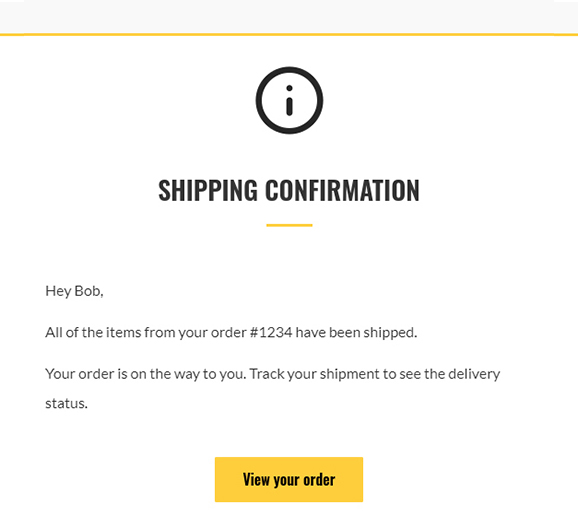 SHIPPING CONFIRMATION
Hey Bob,
All of the items from your order #1234 have been shipped.
Your order is on the way to you. Track your shipment to see the delivery
status.
View your order